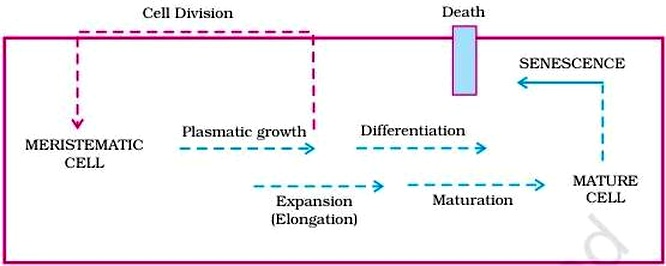 Cell Division
Death
SENESCENCE
Plasmatic growth
Differentiation
MERISTEMATIC
CELL
Expansion
(Elongation)
Maturation
MATURE
CELL